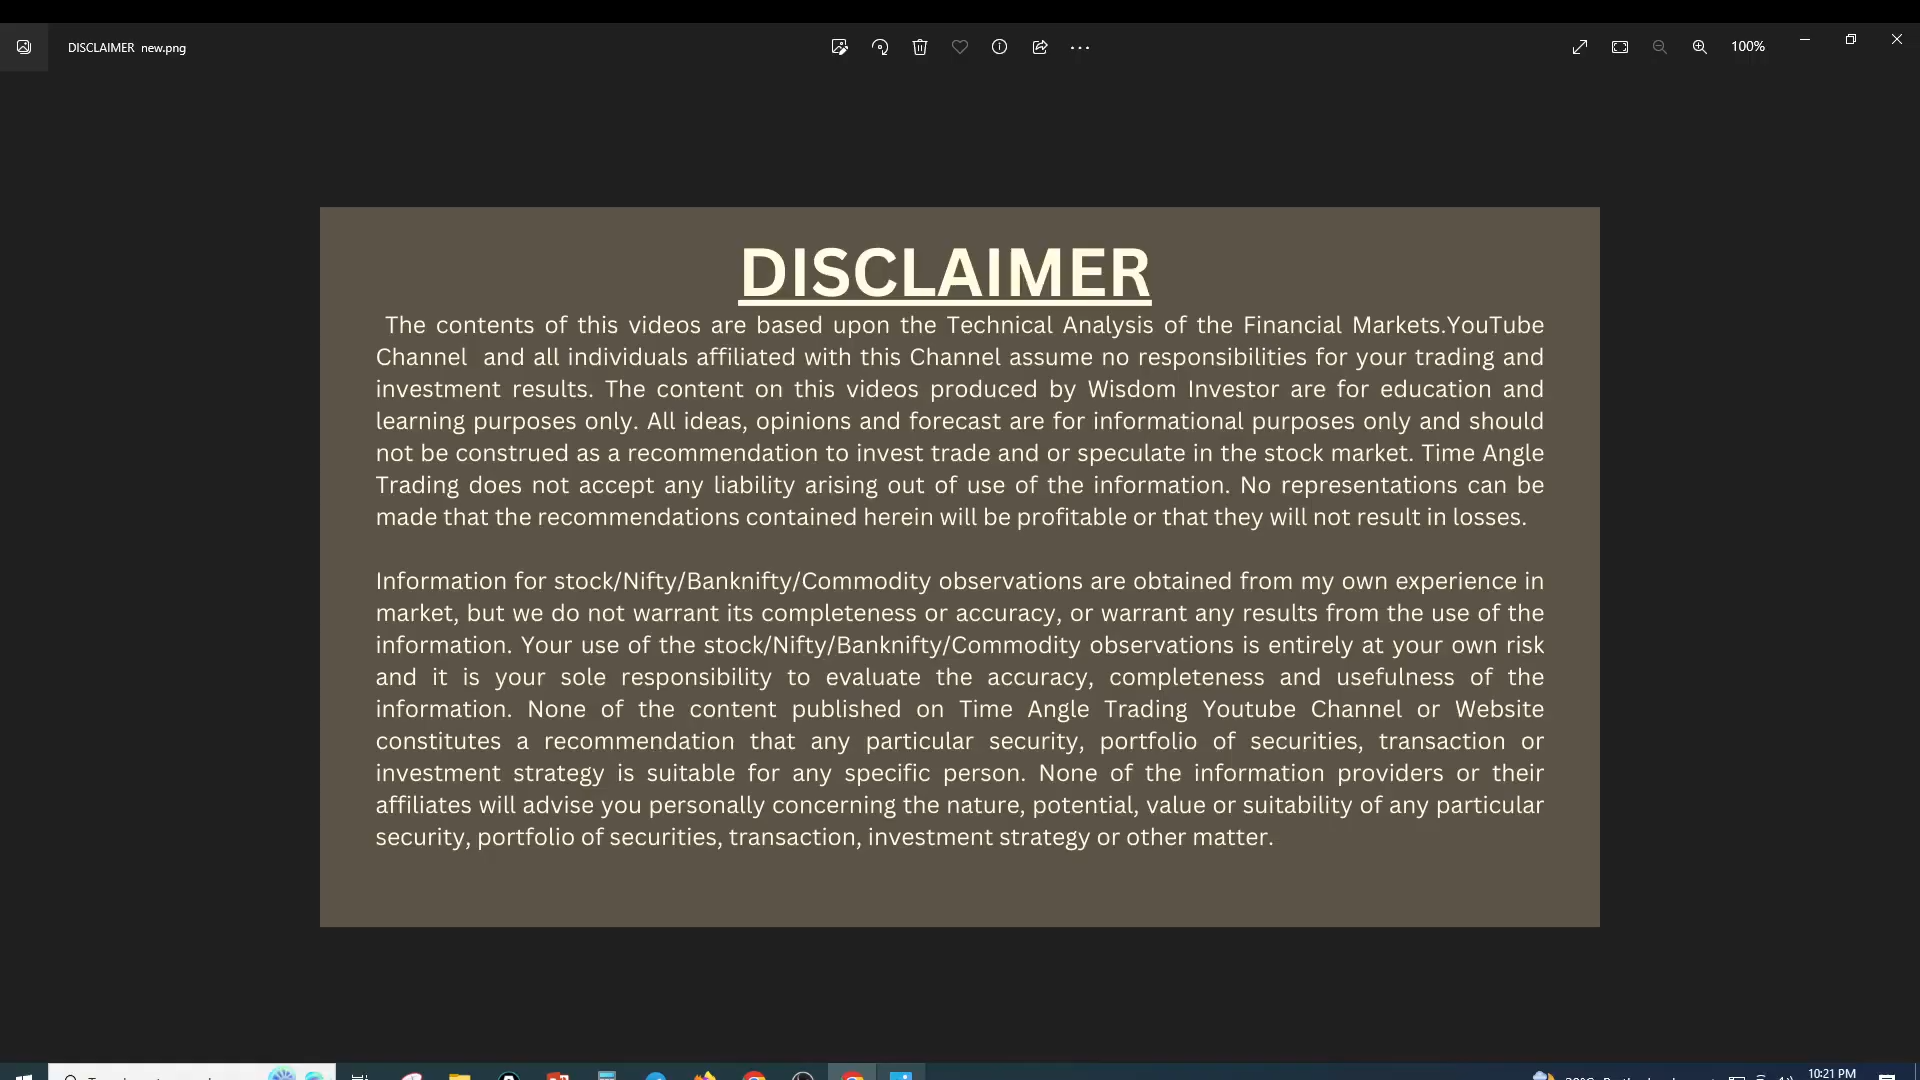 DISCLAIMER new.png
100%
DISCLAIMER
The contents of this videos are based upon the Technical Analysis of the Financial Markets.YouTube
Channel and all individuals affiliated with this Channel assume no responsibilities for your trading and
investment results. The content on this videos produced by Wisdom Investor are for education and
learning purposes only. All ideas, opinions and forecast are for informational purposes only and should
not be construed as a recommendation to invest trade and or speculate in the stock market. Time Angle
Trading does not accept any liability arising out of use of the information. No representations can be
made that the recommendations contained herein will be profitable or that they will not result in losses.
Information for stock/Nifty/Banknifty/Commodity observations are obtained from my own experience in
market, but we do not warrant its completeness or accuracy, or warrant any results from the use of the
information. Your use of the stock/Nifty/Banknifty/Commodity observations is entirely at your own risk
and it is your sole responsibility to evaluate the accuracy, completeness and usefulness of the
information. None of the content published on Time Angle Trading Youtube Channel or Website
constitutes a recommendation that any particular security, portfolio of securities, transaction or
investment strategy is suitable for any specific person. None of the information providers or their
affiliates will advise you personally concerning the nature, potential, value or suitability of any particular
security, portfolio of securities, transaction, investment strategy or other matter.
10:21 PM